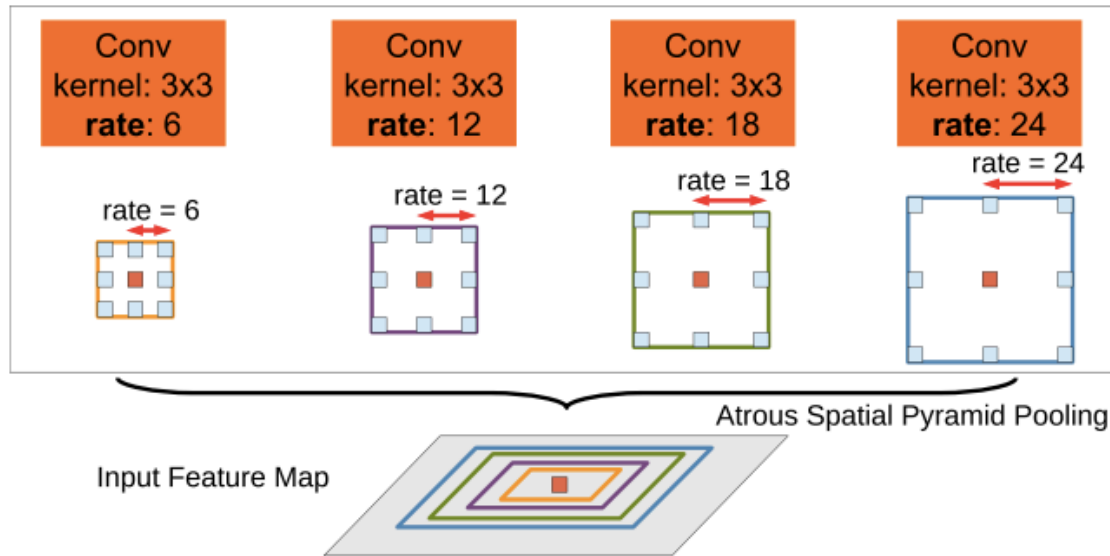 Conv
kernel: 3x3
rate: 6
Conv
kernel: 3x3
rate: 12
Conv
kernel: 3x3
rate: 18
Conv
kernel: 3x3
rate: 24
rate = 6
rate = 12
rate = 18
rate = 24
Atrous Spatial Pyramid Pooling
Input Feature Map